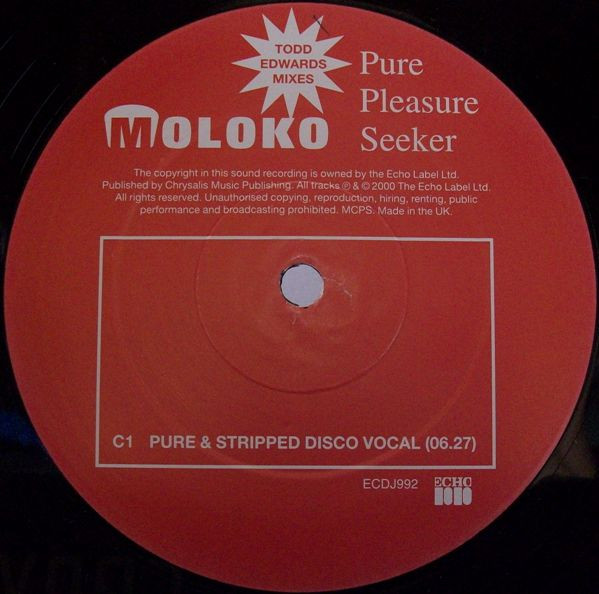 TODD
EDWARDS
MIXES
Pure
Pleasure
Seeker
MOLOKO
The copyright in this sound recording is owned by the Echo Label Ltd.
Published by Chrysalis Music Publishing. All tracks ℗ & © 2000 The Echo Label Ltd.
All rights reserved. Unauthorised copying, reproduction, hiring, renting, public
performance and broadcasting prohibited. MCPS. Made in the UK.
C1 PURE & STRIPPED DISCO VOCAL (06.27)
ECDJ992
ECHO